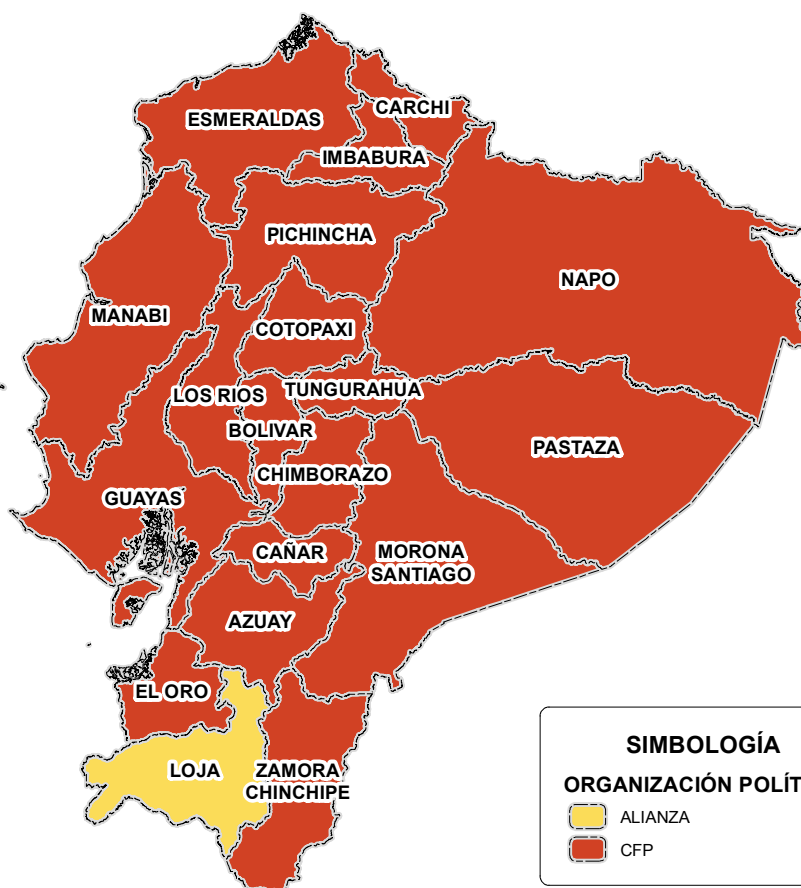 CARCHI
ESMERALDAS
IMBABURA
PICHINCHA
NAPO
MANABI
COTOPAXI
TUNGURAHUA
LOS RIOS
BOLIVAR
PASTAZA
CHIMBORAZO
GUAYAS
CAÑAR
MORONA
SANTIAGO
AZUAY
EL ORO
LOJA
ZAMORA
CHINCHIPE
SIMBOLOGÍA
ORGANIZACIÓN POLÍT
ALIANZA
CFP